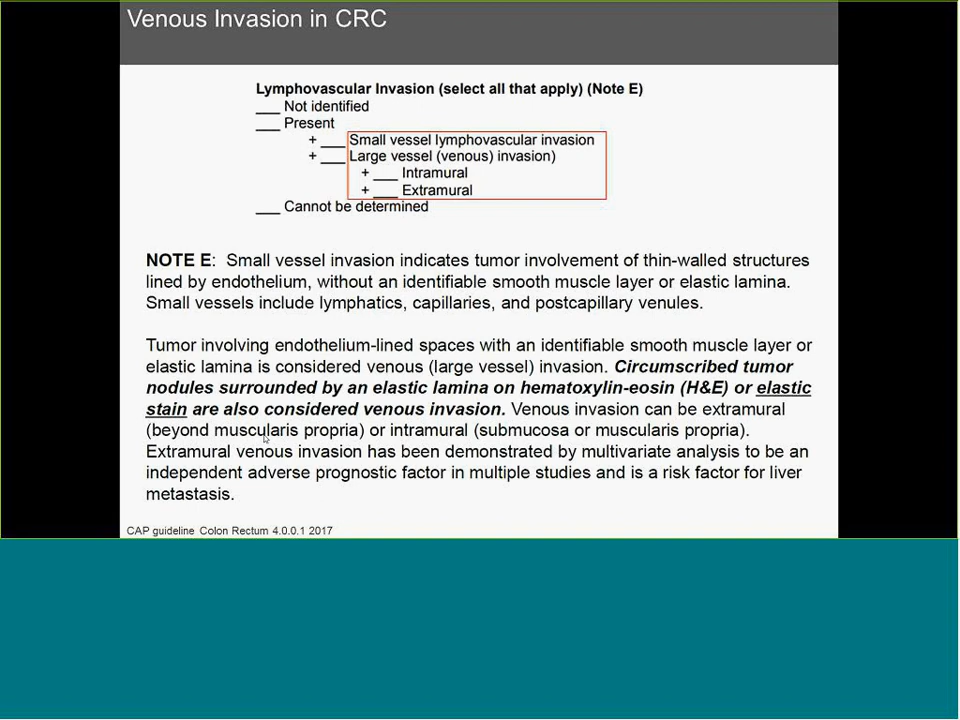 Venous Invasion in CRC
Lymphovascular Invasion (select all that apply) (Note E)
___ Not identified
___ Present
+ ___ Small vessel lymphovascular invasion
+ ___ Large vessel (venous) invasion)
+ ___ Intramural
+ ___ Extramural
___ Cannot be determined
NOTE E: Small vessel invasion indicates tumor involvement of thin-walled structures
lined by endothelium, without an identifiable smooth muscle layer or elastic lamina.
Small vessels include lymphatics, capillaries, and postcapillary venules.
Tumor involving endothelium-lined spaces with an identifiable smooth muscle layer or
elastic lamina is considered venous (large vessel) invasion. Circumscribed tumor
nodules surrounded by an elastic lamina on hematoxylin-eosin (H&E) or elastic
stain are also considered venous invasion. Venous invasion can be extramural
(beyond muscularis propria) or intramural (submucosa or muscularis propria).
Extramural venous invasion has been demonstrated by multivariate analysis to be an
independent adverse prognostic factor in multiple studies and is a risk factor for liver
metastasis.
CAP guideline Colon Rectum 4.0.0.1 2017